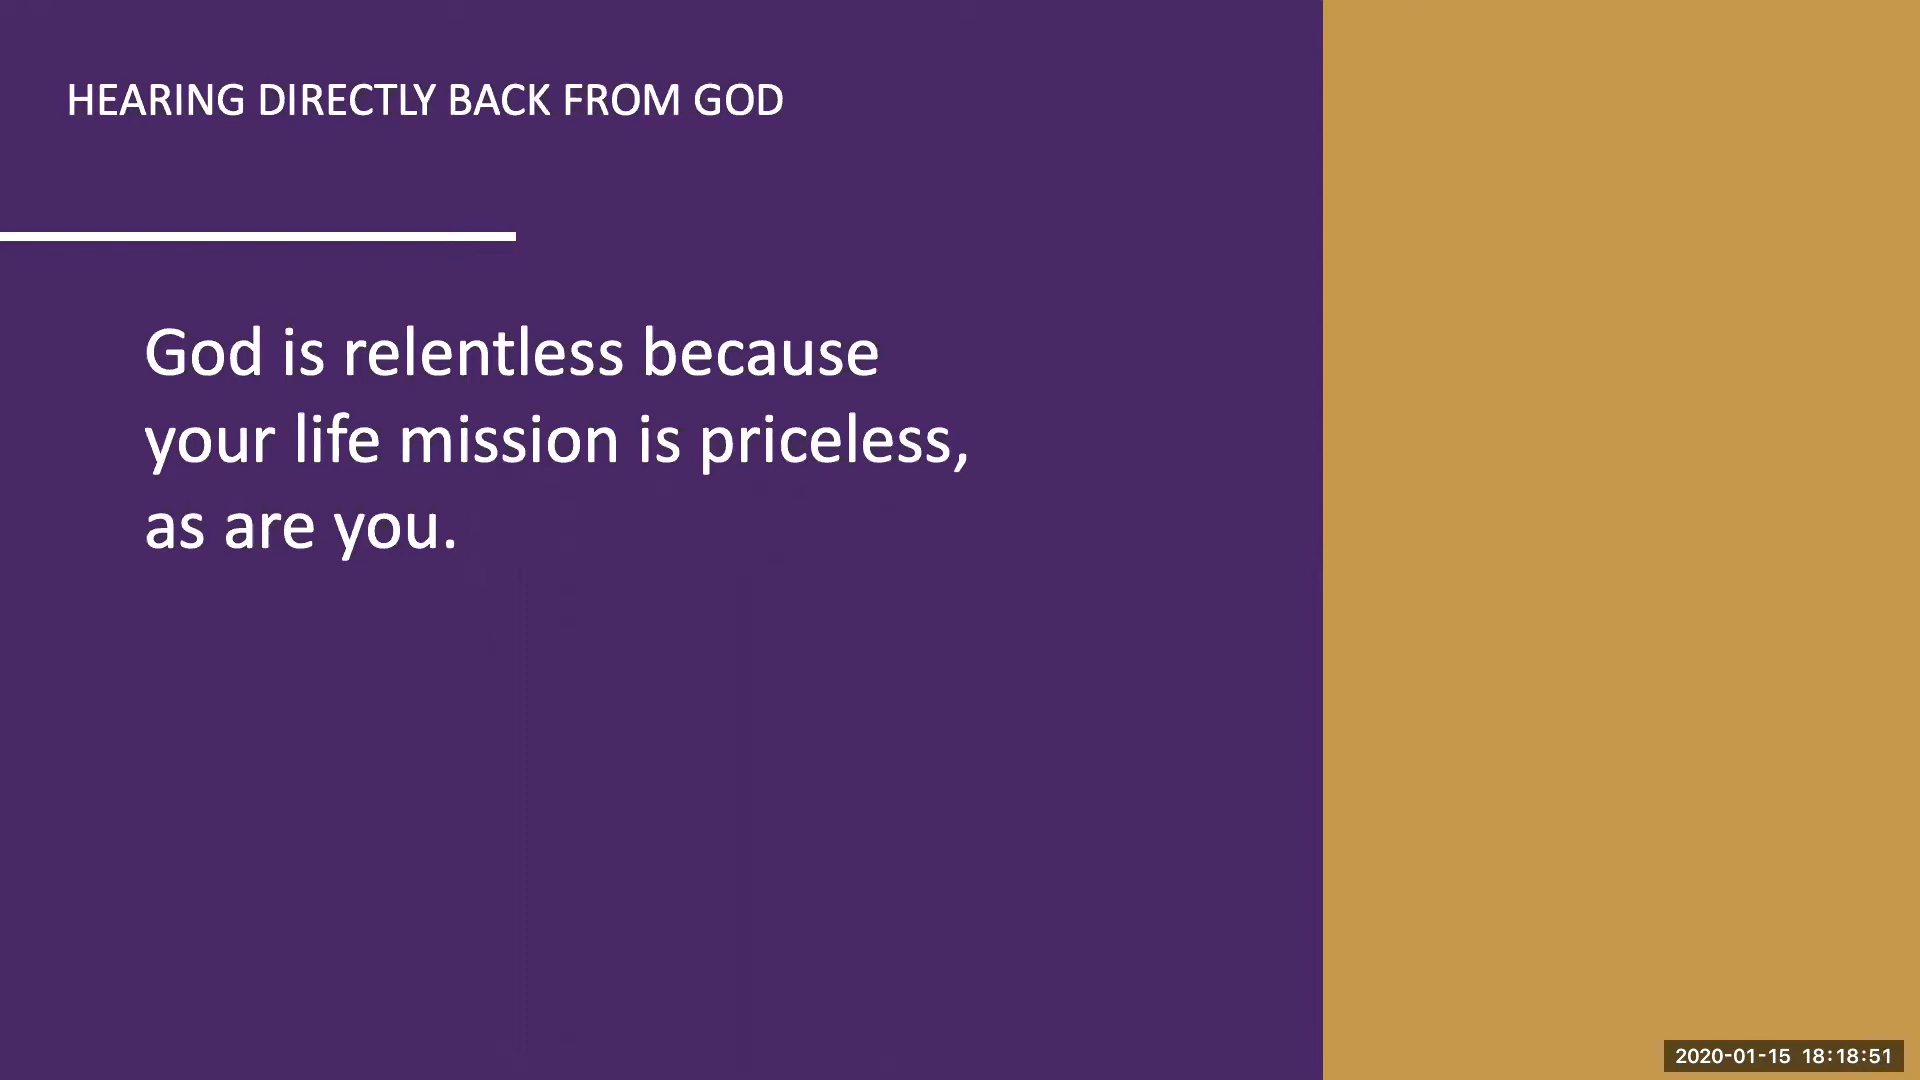 HEARING DIRECTLY BACK FROM GOD
God is relentless because
your life mission is priceless,
as are you.
2020-01-15 18:18:51